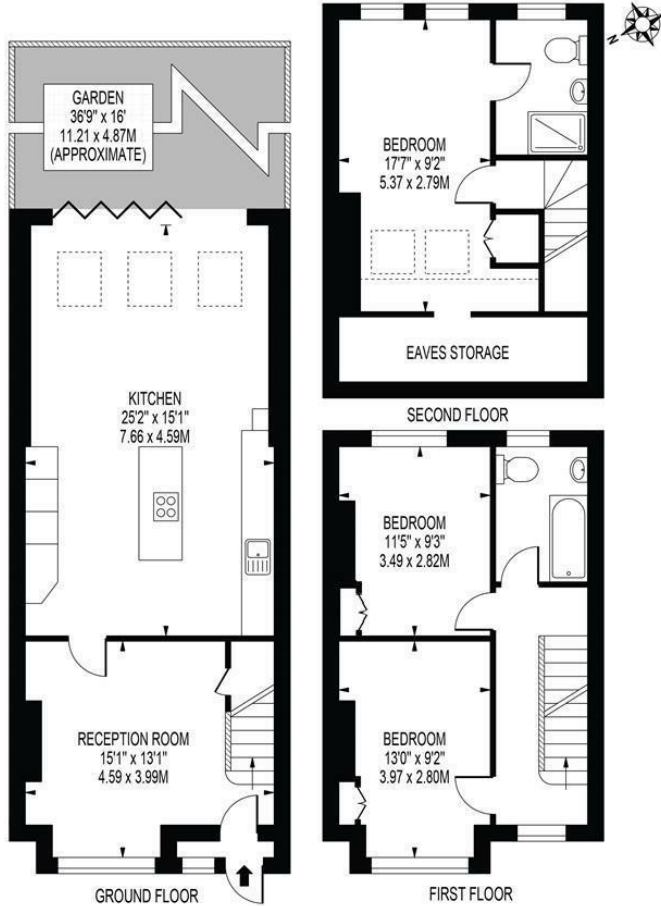 GARDEN
36'9" x 16'
11.21 x 4.87M
(APPROXIMATE)
KITCHEN
25'2" x 15'1"
7.66 x 4.59M
RECEPTION ROOM
15'1" x 13'1"
4.59 x 3.99M
GROUND FLOOR
N
BEDROOM
17'7" x 9'2"
5.37 x 2.79M
EAVES STORAGE
SECOND FLOOR
BEDROOM
11'5" x 9'3"
3.49 x 2.82M
BEDROOM
13'0" x 9'2"
3.97 x 2.80M
FIRST FLOOR